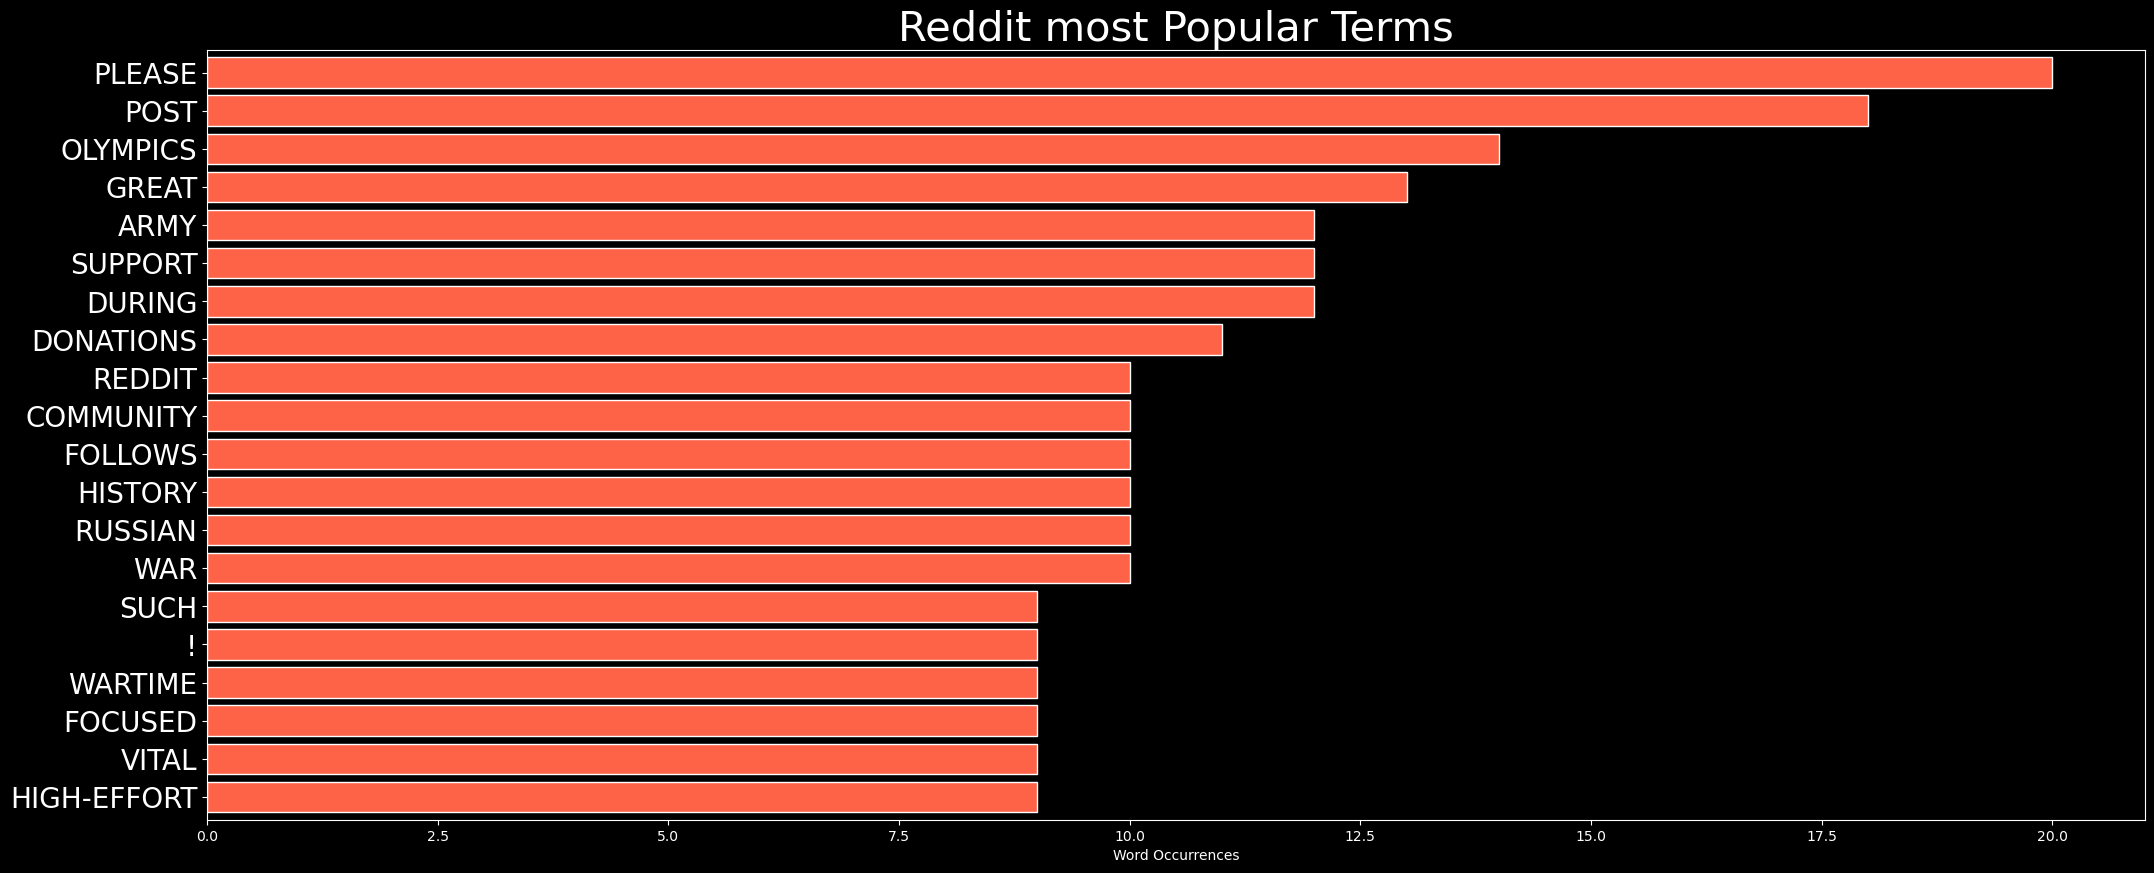 Reddit most Popular Terms
PLEASE
POST
OLYMPICS
GREAT
ARMY
SUPPORT
DURING
DONATIONS
REDDIT
COMMUNITY
FOLLOWS
HISTORY
RUSSIAN
WAR
SUCH
!
WARTIME
FOCUSED
VITAL
HIGH-EFFORT
0.0 2.5 5.0 7.5 10.0 12.5 15.0 17.5 20.0
Word Occurrences